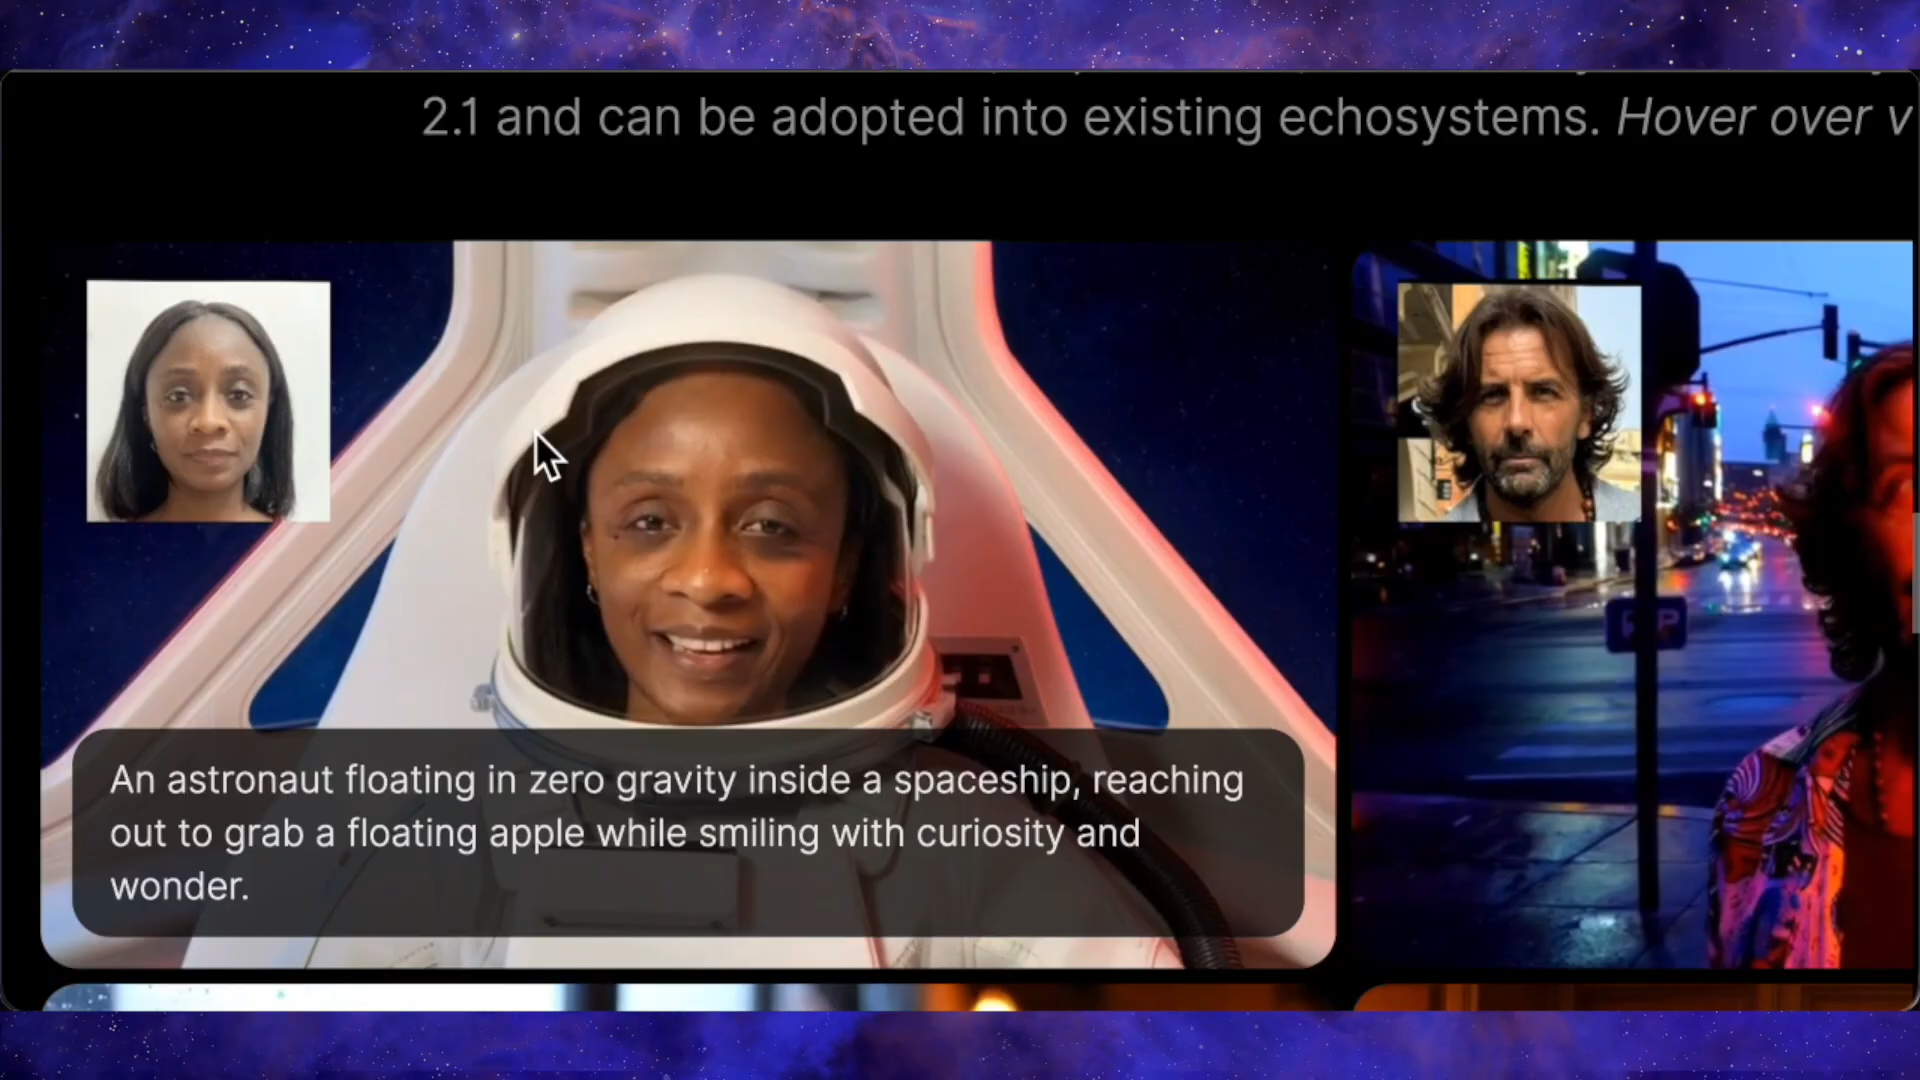 2.1 and can be adopted into existing echosystems. Hover over v
An astronaut floating in zero gravity inside a spaceship, reaching
out to grab a floating apple while smiling with curiosity and
wonder.